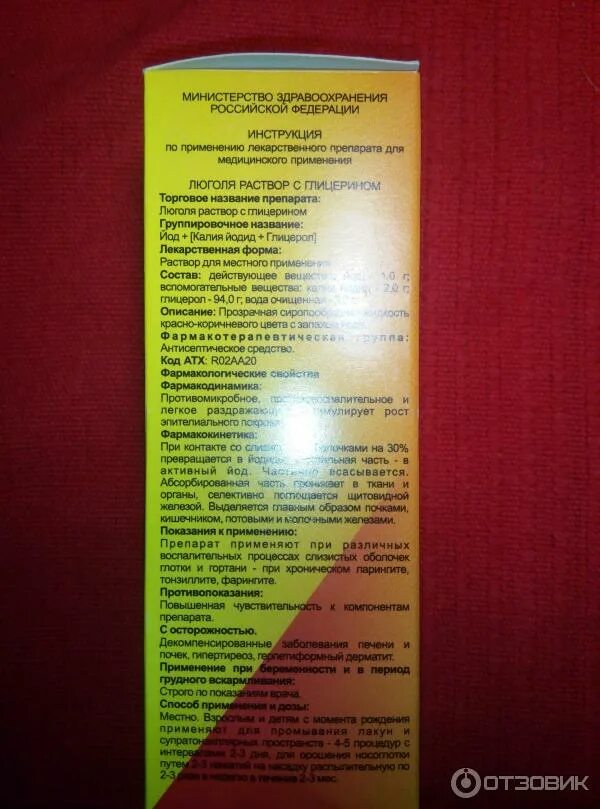 МИНИСТЕРСТВО ЗДРАВООХРАНЕНИЯ
РОССИЙСКОЙ ФЕДЕРАЦИИ
ИНСТРУКЦИЯ
по применению лекарственного препарата для
медицинского применения
ЛЮГОЛЯ РАСТВОР С ГЛИЦЕРИНОМ
Торговое название препарата:
Люголя раствор с глицерином
Группировочное название:
Йод + [Калия йодид + Глицерол]
Лекарственная форма:
Раствор для местного применения
Состав: действующее вещество: 1,0 г;
вспомогательные вещества: калия йодид - 2,0 г;
глицерол - 94,0 г; вода очищенная -
Описание: Прозрачная сиропообразная жидкость
красно-коричневого цвета с запахом
Фармакотерапевтическая группа:
Антисептическое средство.
Код АТХ: R02AA20
Фармакологические свойства
Фармакодинамика:
Противомикробное, и
легкое рост
эпителиального
Фармакокинетика:
При контакте со на 30%
превращается в часть - в
активный йод. Частично всасывается.
Абсорбированная часть проникает в ткани и
органы, селективно поглощается щитовидной
железой. Выделяется главным образом почками,
кишечником, потовыми и молочными железами.
Показания к применению:
Препарат применяют при различных
воспалительных процессах слизистых оболочек
глотки и гортани - при хроническом ларингите,
тонзиллите, фарингите.
Противопоказания:
Повышенная чувствительность к компонентам
препарата.
С осторожностью.
Декомпенсированные заболевания печени и
почек, гипертиреоз, герпетиформный дерматит.
Применение при беременности и в период
грудного вскармливания:
Строго по показаниям врача.
Способ применения и дозы:
Местно. Взрослым и детям с момента рождения
применяют для промывания лакун и
супратонзиллярных пространств - 4-5 процедур с
интервалами 2-3 дня, для орошения носоглотки
путем 2-3 нажатий на насадку распылительную по
2-3 раза в неделю в течение 2-3 мес.
ОТЗОВИК